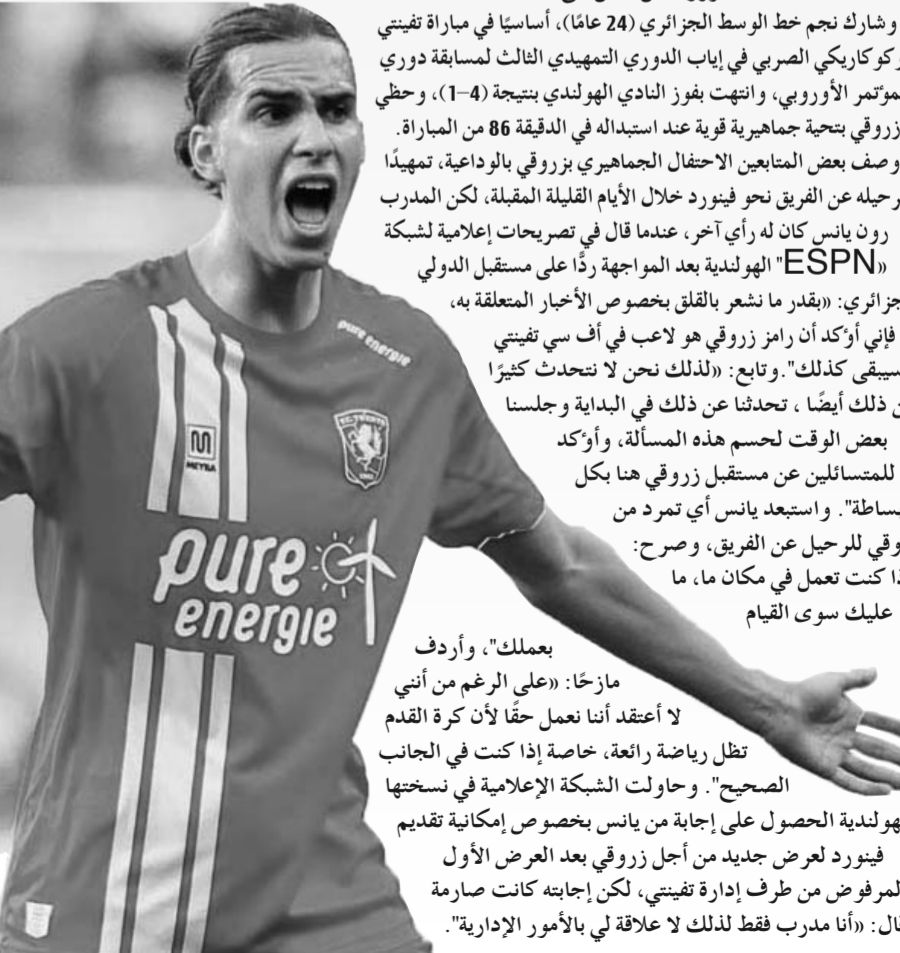 وشارك نجم خط الوسط الجزائري (24 عامًا)، أساسيًا في مباراة تفينتي
كوكاريكي الصربي في إياب الدوري التمهيدي الثالث لمسابقة دوري
الأوروبي، وانتهت بفوز النادي الهولندي بنتيجة (4–1)، وحظي
زروقي بتحية جماهيرية قوية عند استبداله في الدقيقة 86 من المباراة.
وصف بعض المتابعين الاحتفال الجماهيري بزروقي بالوداعية، تمهيدًا
رحيله عن الفريق نحو فينورد خلال الأيام القليلة المقبلة، لكن المدرب
رون يانس كان له رأي آخر، عندما قال في تصريحات إعلامية لشبكة
«ESPN" الهولندية بعد المواجهة ردًّا على مستقبل الدولي
جزائري: «بقدر ما نشعر بالقلق بخصوص الأخبار المتعلقة به،
فإني أؤكد أن رامز زروقي هو لاعب في أف سي تفينتي
سيبقى كذلك". وتابع: «لذلك نحن لا نتحدث كثيرًا
ن ذلك أيضًا ، تحدثنا عن ذلك في البداية وجلسنا
بعض الوقت لحسم هذه المسألة، وأؤكد
للمتسائلين عن مستقبل زروقي هنا بكل
بساطة". واستبعد يانس أي تمرد من
وقي للرحيل عن الفريق، وصرح:
ذا كنت تعمل في مكان ما، ما
عليك سوى القيام
بعملك"، وأردف
مازحًا: «على الرغم من أنني
لا أعتقد أننا نعمل حقًا لأن كرة القدم
تظل رياضة رائعة، خاصة إذا كنت في الجانب
الصحيح". وحاولت الشبكة الإعلامية في نسختها
هولندية الحصول على إجابة من يانس بخصوص إمكانية تقديم
فينورد لعرض جديد من أجل زروقي بعد العرض الأول
لمرفوض من طرف إدارة تفينتي، لكن إجابته كانت صارمة
قال: «أنا مدرب فقط لذلك لا علاقة لي بالأمور الإدارية".
pure energie
MEYBA
F.C. TWENTE
pure
energie